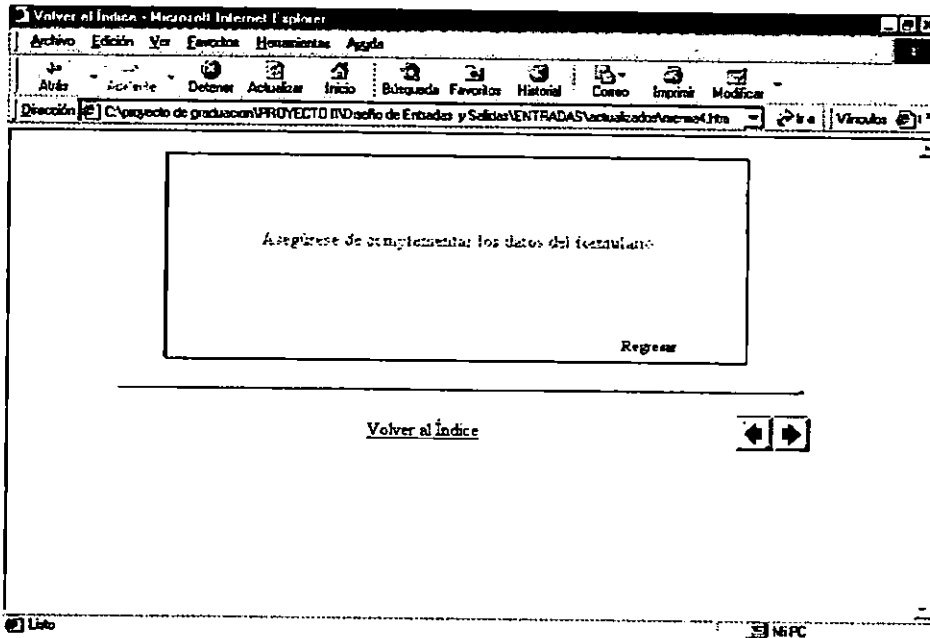 Volver al Índice - Microsoft Internet Explorer
Archivo Edición Ver Favoritos Herramientas Ayuda
Atrás Adelante Detener Actualizar Inicio Búsqueda Favoritos Historial Correo Imprimir Modificar
Dirección C:\proyecto de graduacion\PROYECTO II\Diseño de Entradas y Salidas\ENTRADAS\actualizados\ Ir a Vínculos
Asegúrese de complementar los datos del formulario
Regresar
Volver al Índice
Listo Mi PC